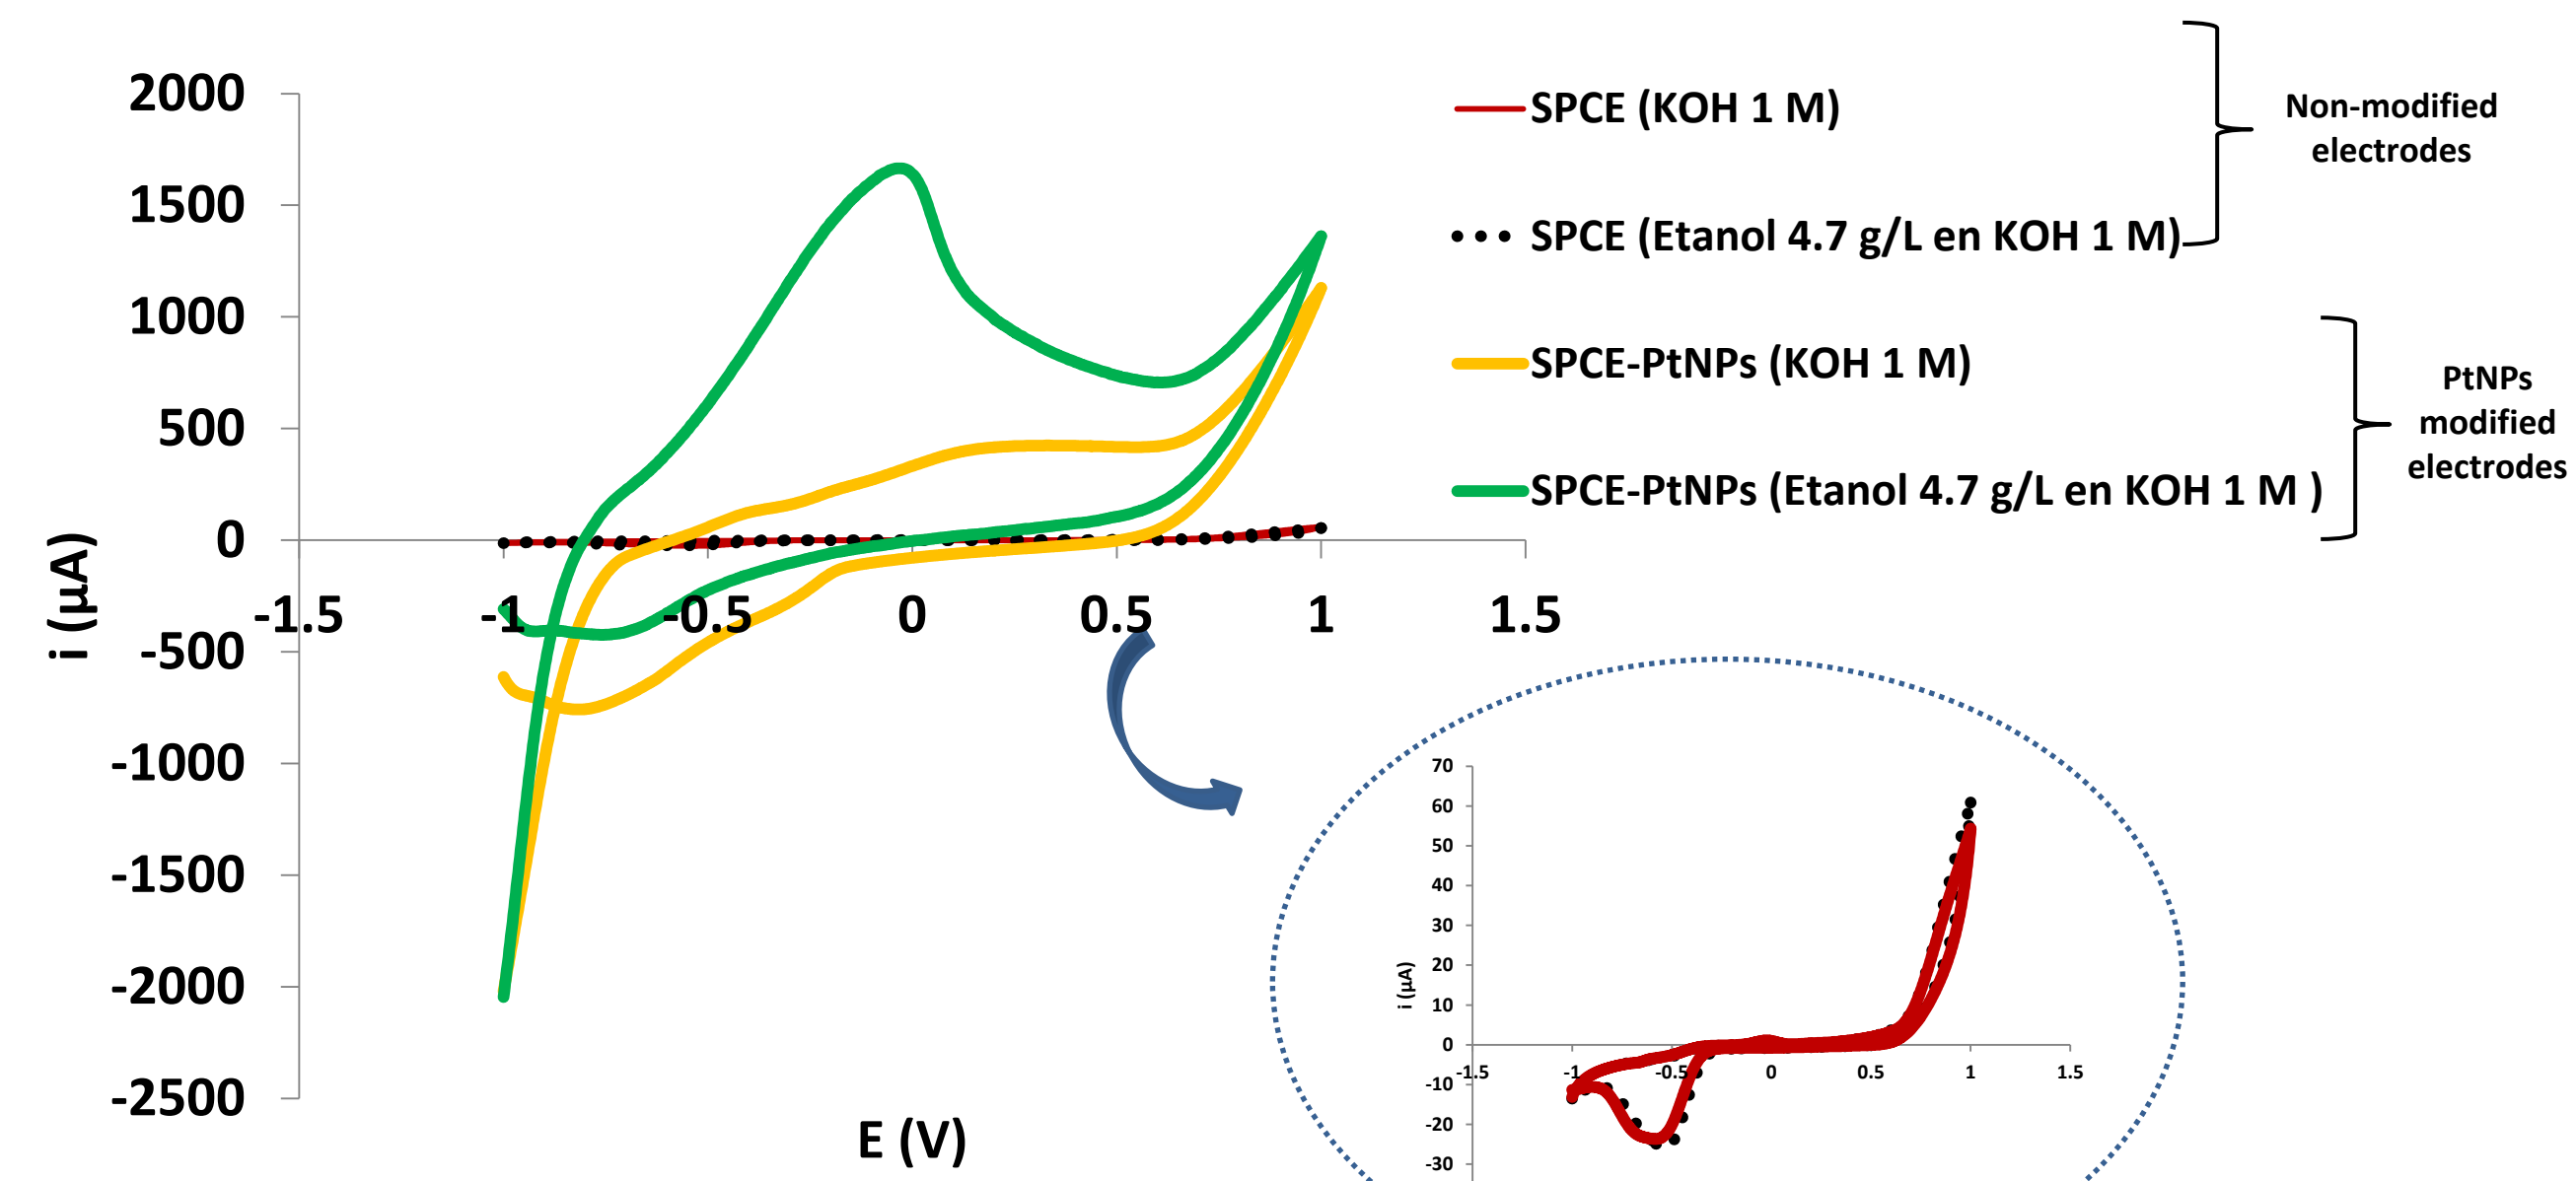 2000
1500
1000
500
0
-500
-1000
-1500
-2000
-2500
-1.5
-1
-0.5
0
0.5
1
1.5
i (µA)
E (V)
SPCE (KOH 1 M)
SPCE (Etanol 4.7 g/L en KOH 1 M)
SPCE-PtNPs (KOH 1 M)
SPCE-PtNPs (Etanol 4.7 g/L en KOH 1 M )
Non-modified
electrodes
PtNPs
modified
electrodes
70
60
50
40
30
20
10
0
-10
-20
-30
-1.5
-1
-0.5
0
0.5
1
1.5
i (µA)